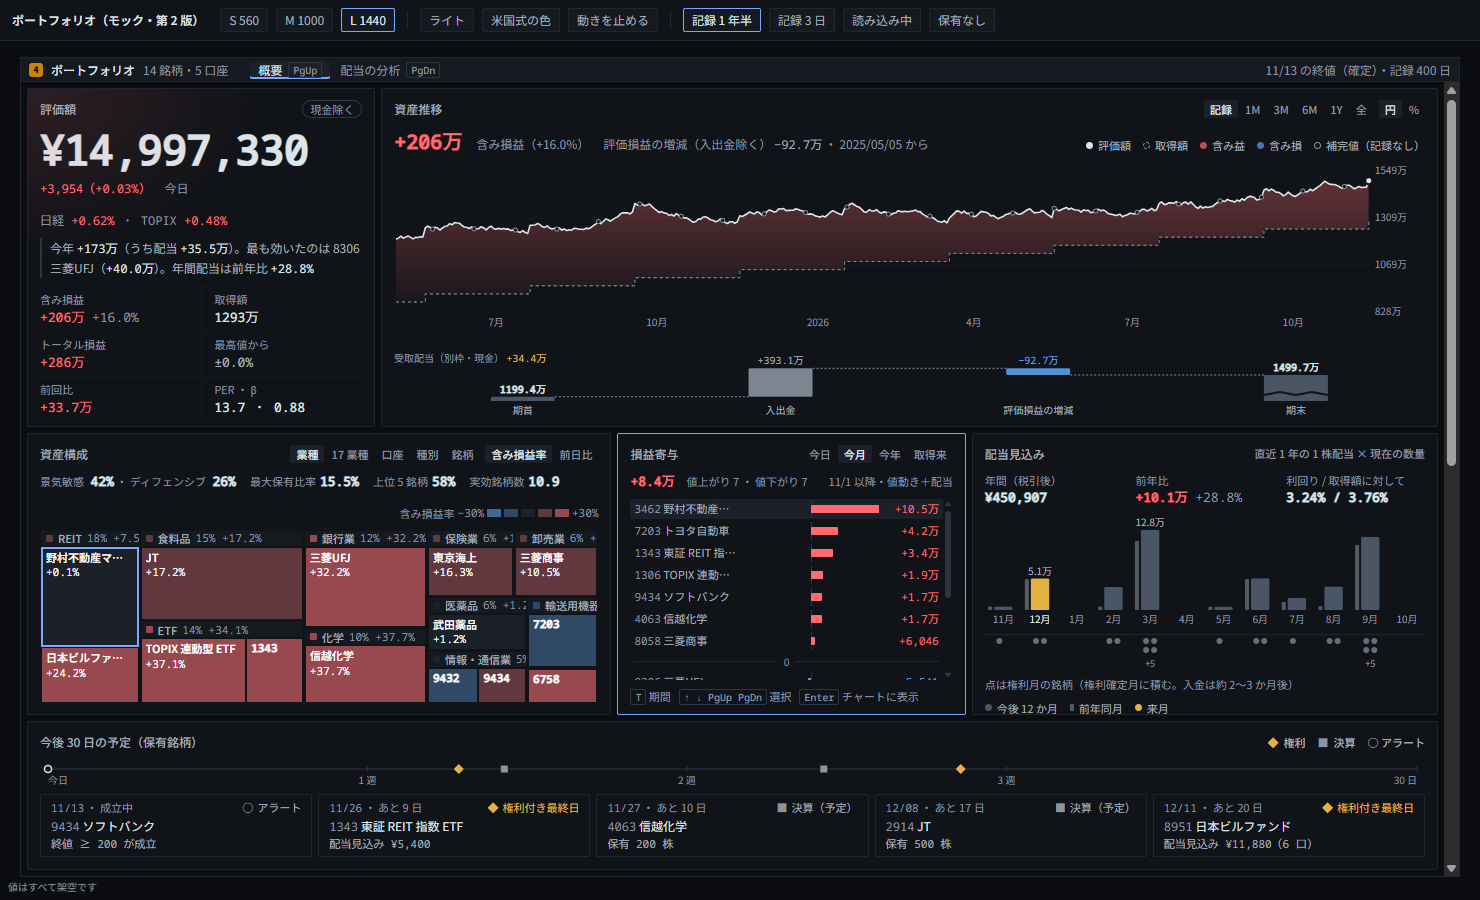 ポートフォリオ（モック・第 2 版） S 560 M 1000 L 1440 ライト 米国式の色 動きを止める 記録 1 年半 記録 3 日 読み込み中 保有なし
4 ポートフォリオ 14 銘柄・5 口座 概要 PgUp 配当の分析 PgDn 11/13 の終値（確定）・記録 400 日
評価額 現金除く
¥14,997,330
+3,954 (+0.03%) 今日
日経 +0.62% ・ TOPIX +0.48%
今年 +173万（うち配当 +35.5万）。最も効いたのは 8306
三菱UFJ（+40.0万）。年間配当は前年比 +28.8%
含み損益 取得額
+206万 +16.0% 1293万
トータル損益 最高値から
+286万 ±0.0%
前回比 PER ・ β
+33.7万 13.7 ・ 0.88
資産推移 記録 1M 3M 6M 1Y 全 円 %
+206万 含み損益（+16.0%） 評価損益の増減（入出金除く）−92.7万 ・ 2025/05/05 から
評価額 取得額 含み益 含み損 補完値（記録なし）
1549万
1309万
1069万
828万
7月 10月 2026 4月 7月 10月
受取配当（別枠・現金）+34.4万
1199.4万 +393.1万 −92.7万 1499.7万
期首 入出金 評価損益の増減 期末
資産構成 業種 17 業種 口座 種別 銘柄 含み損益率 前日比
景気敏感 42% ・ ディフェンシブ 26% 最大保有比率 15.5% 上位 5 銘柄 58% 実効銘柄数 10.9
含み損益率 −30% +30%
REIT 18% +7.5 食料品 15% +17.2% 銀行業 12% +32.2% 保険業 6% +1 卸売業 6% +
野村不動産マ…
+0.1%
JT
+17.2%
三菱UFJ
+32.2%
東京海上
+16.3%
三菱商事
+10.5%
医薬品 6% +1.2 輸送用機器
武田薬品
+1.2%
7203
ETF 14% +34.1% 化学 10% +37.7%
日本ビルファ…
+24.2%
TOPIX 連動型 ETF
+37.1%
1343
信越化学
+37.7%
情報・通信業 5%
9432 9434 6758
損益寄与 今日 今月 今年 取得来
+8.4万 値上がり 7 ・ 値下がり 7 11/1 以降・値動き＋配当
3462 野村不動産… +10.5万
7203 トヨタ自動車 +4.2万
1343 東証 REIT 指… +3.4万
1306 TOPIX 連動… +1.9万
9434 ソフトバンク +1.7万
4063 信越化学 +1.7万
8058 三菱商事 +6,046
0
T 期間 ↑ ↓ PgUp PgDn 選択 Enter チャートに表示
配当見込み 直近 1 年の 1 株配当 × 現在の数量
年間（税引後） 前年比 利回り / 取得額に対して
¥450,907 +10.1万 +28.8% 3.24% / 3.76%
12.8万
5.1万
11月 12月 1月 2月 3月 4月 5月 6月 7月 8月 9月 10月
+5 +5
点は権利月の銘柄（権利確定月に積む。入金は約 2〜3 か月後）
今後 12 か月 前年同月 来月
今後 30 日の予定（保有銘柄） 権利 決算 アラート
今日 1 週 2 週 3 週 30 日
11/13 ・ 成立中 アラート
9434 ソフトバンク
終値 ≥ 200 が成立
11/26 ・ あと 9 日 権利付き最終日
1343 東証 REIT 指数 ETF
配当見込み ¥5,400
11/27 ・ あと 10 日 決算（予定）
4063 信越化学
保有 200 株
12/08 ・ あと 17 日 決算（予定）
2914 JT
保有 500 株
12/11 ・ あと 20 日 権利付き最終日
8951 日本ビルファンド
配当見込み ¥11,880（6 口）
値はすべて架空です